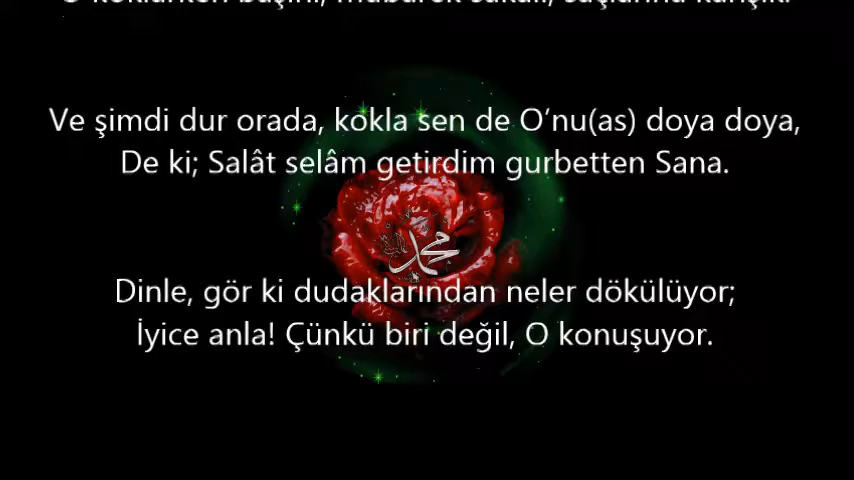 Ve şimdi dur orada, kokla sen de O’nu(as) doya doya,
De ki; Salât selâm getirdim gurbetten Sana.
محمد
Dinle, gör ki dudaklarından neler dökülüyor;
İyice anla! Çünkü biri değil, O konuşuyor.